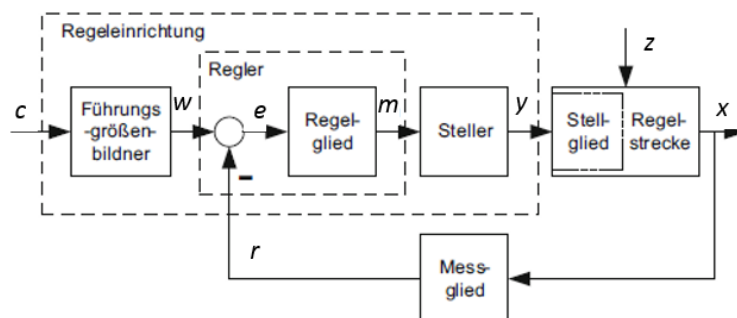 Regeleinrichtung
z
Regler
c
Führungs
-größen-
bildner
w
e
Regel-
glied
m
Steller
y
Stell-
glied
Regel-
strecke
x
-
r
Mess-
glied